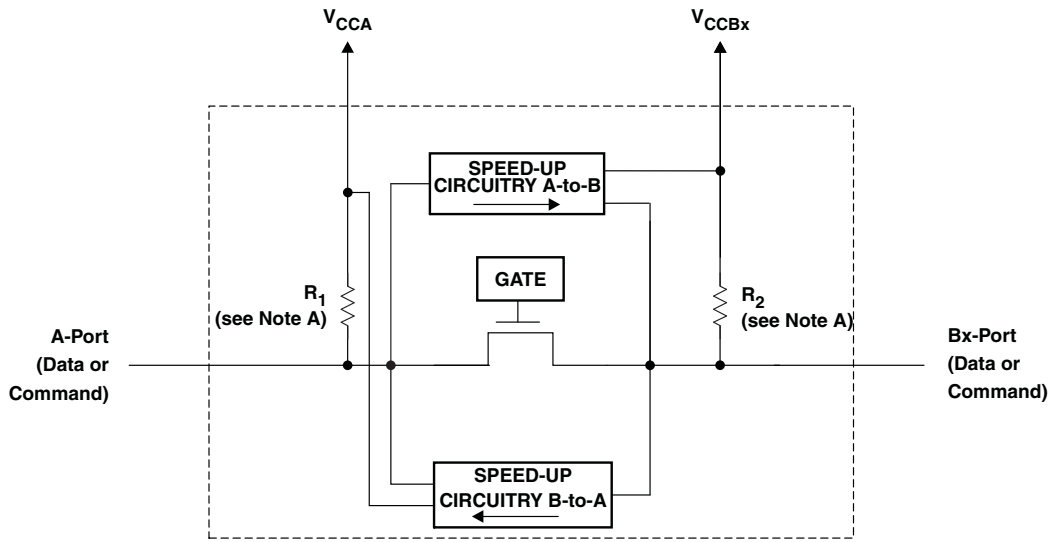 V_CCA
V_CCBx
SPEED-UP
CIRCUITRY A-to-B
GATE
R_1
(see Note A)
R_2
(see Note A)
A-Port
(Data or
Command)
Bx-Port
(Data or
Command)
SPEED-UP
CIRCUITRY B-to-A